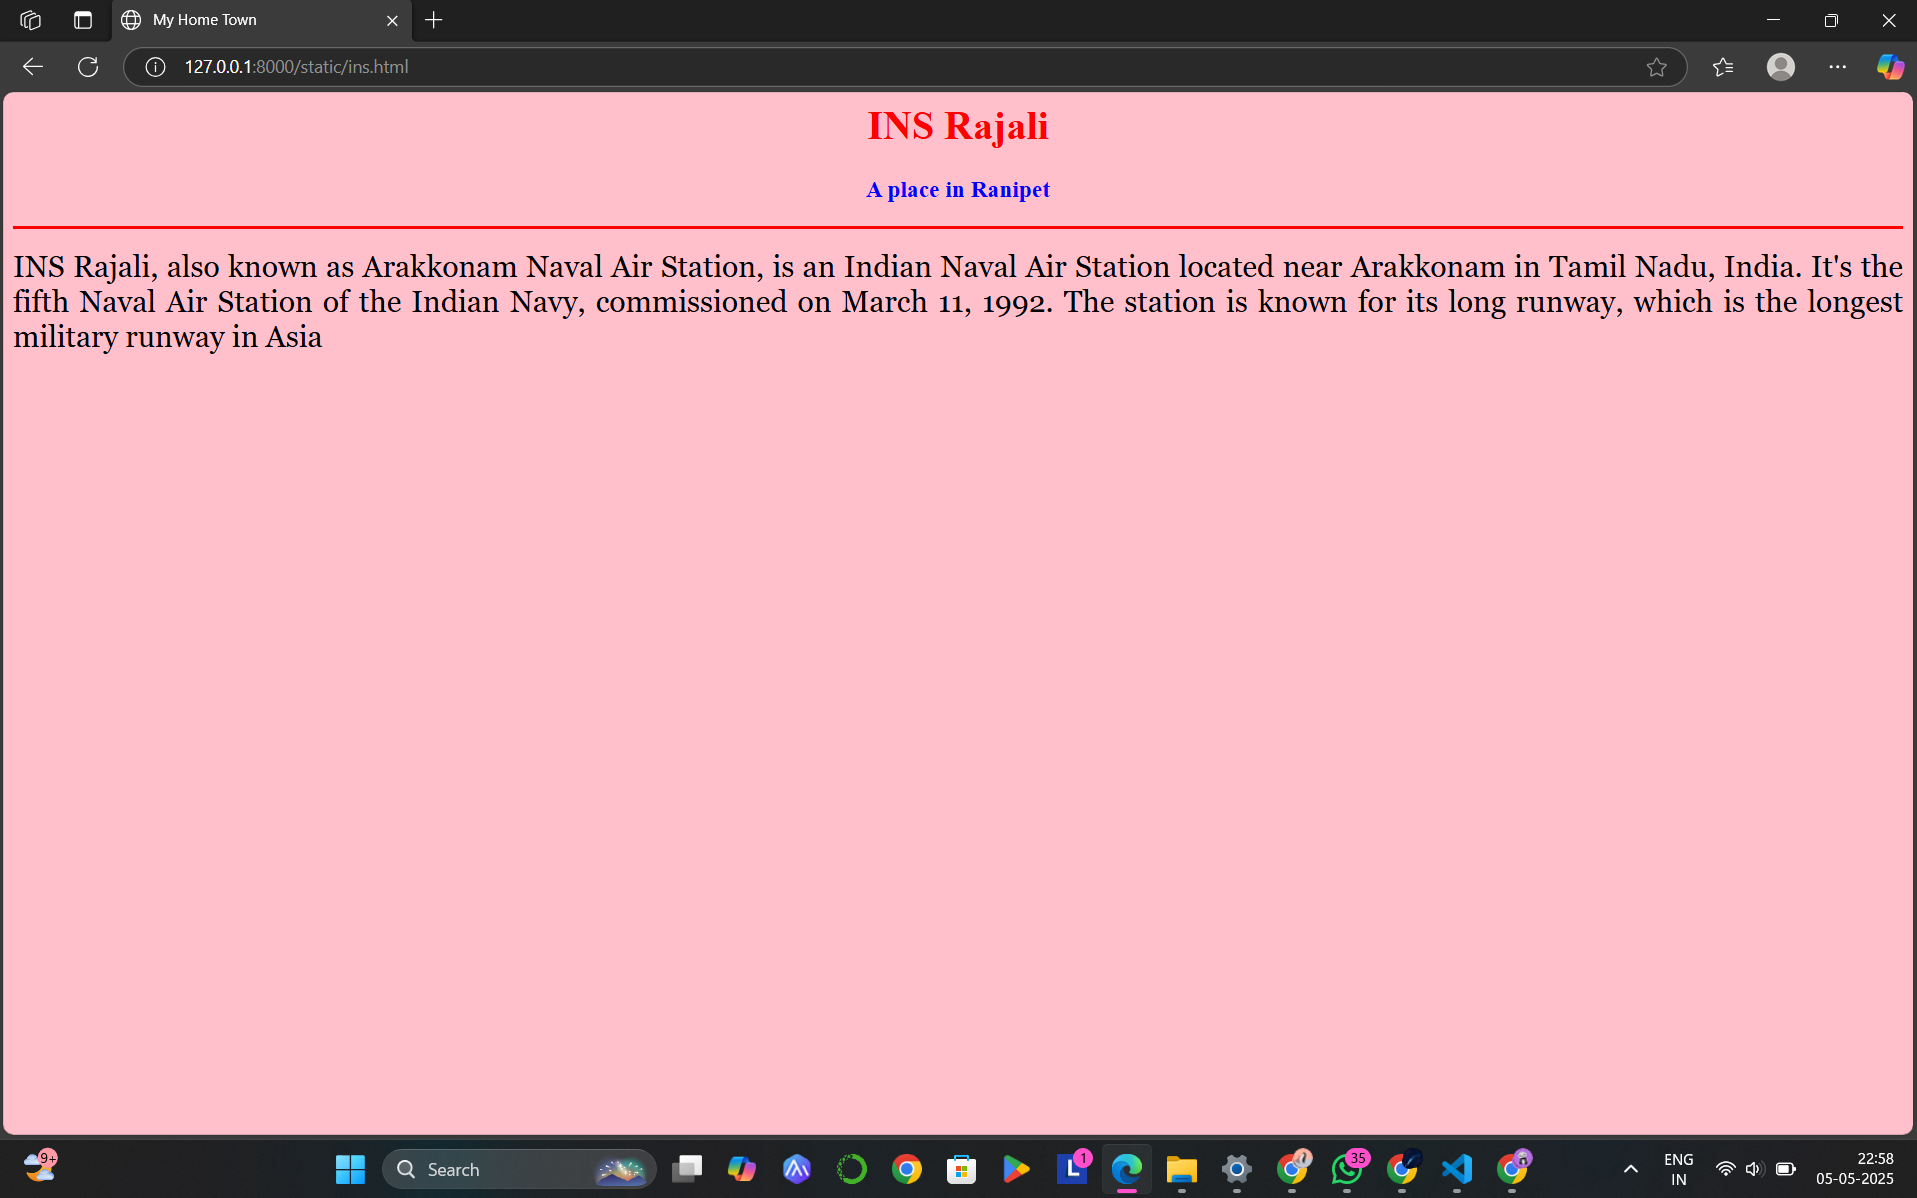 My Home Town
127.0.0.1:8000/static/ins.html
INS Rajali
A place in Ranipet
INS Rajali, also known as Arakkonam Naval Air Station, is an Indian Naval Air Station located near Arakkonam in Tamil Nadu, India. It's the
fifth Naval Air Station of the Indian Navy, commissioned on March 11, 1992. The station is known for its long runway, which is the longest
military runway in Asia
9+
Search
1
L
35
ENG
IN
22:58
05-05-2025